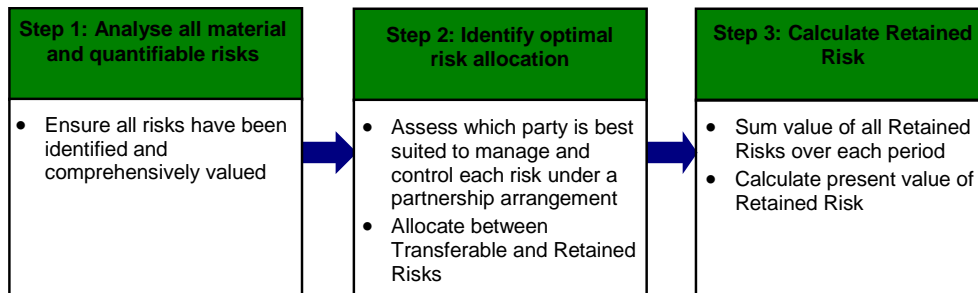 Step 1: Analyse all material
and quantifiable risks
• Ensure all risks have been
identified and
comprehensively valued
Step 2: Identify optimal
risk allocation
• Assess which party is best
suited to manage and
control each risk under a
partnership arrangement
• Allocate between
Transferable and Retained
Risks
Step 3: Calculate Retained
Risk
• Sum value of all Retained
Risks over each period
• Calculate present value of
Retained Risk